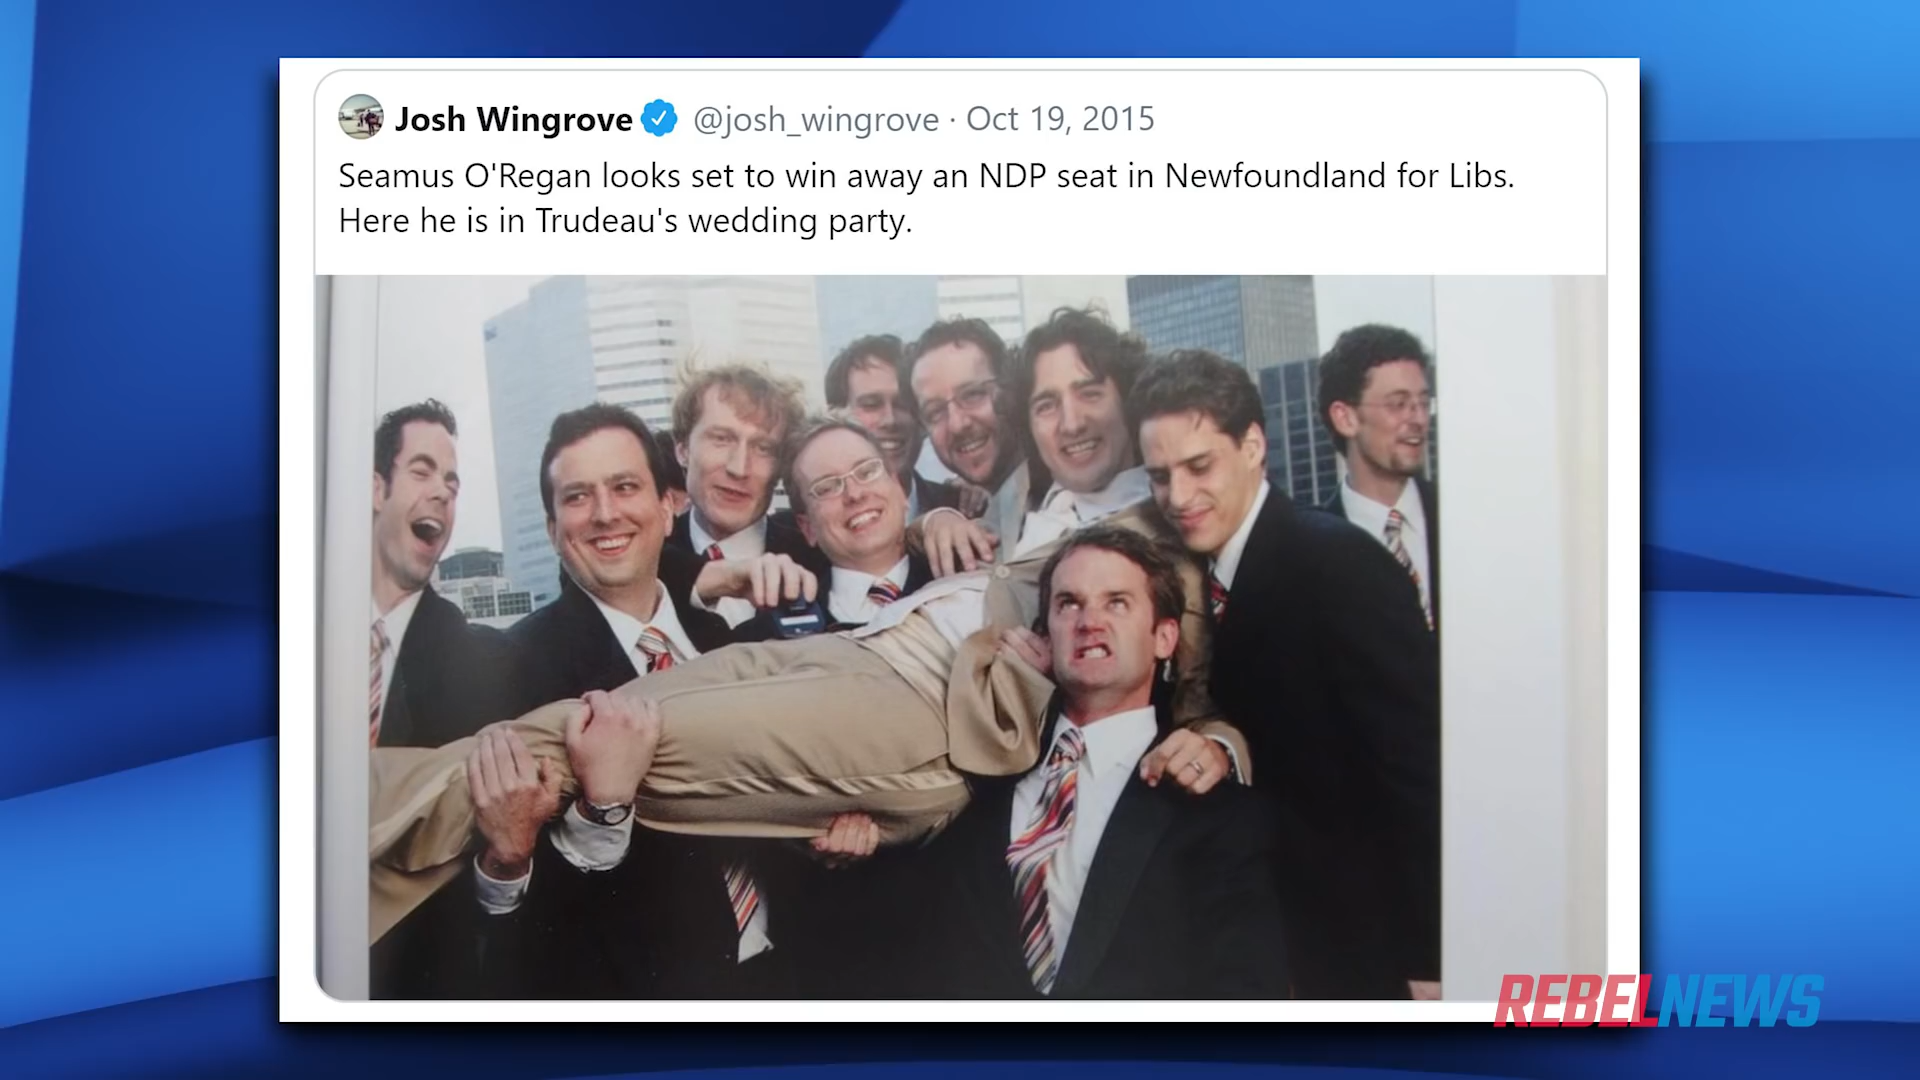 Josh Wingrove @josh_wingrove · Oct 19, 2015
Seamus O'Regan looks set to win away an NDP seat in Newfoundland for Libs.
Here he is in Trudeau's wedding party.
REBELNEWS